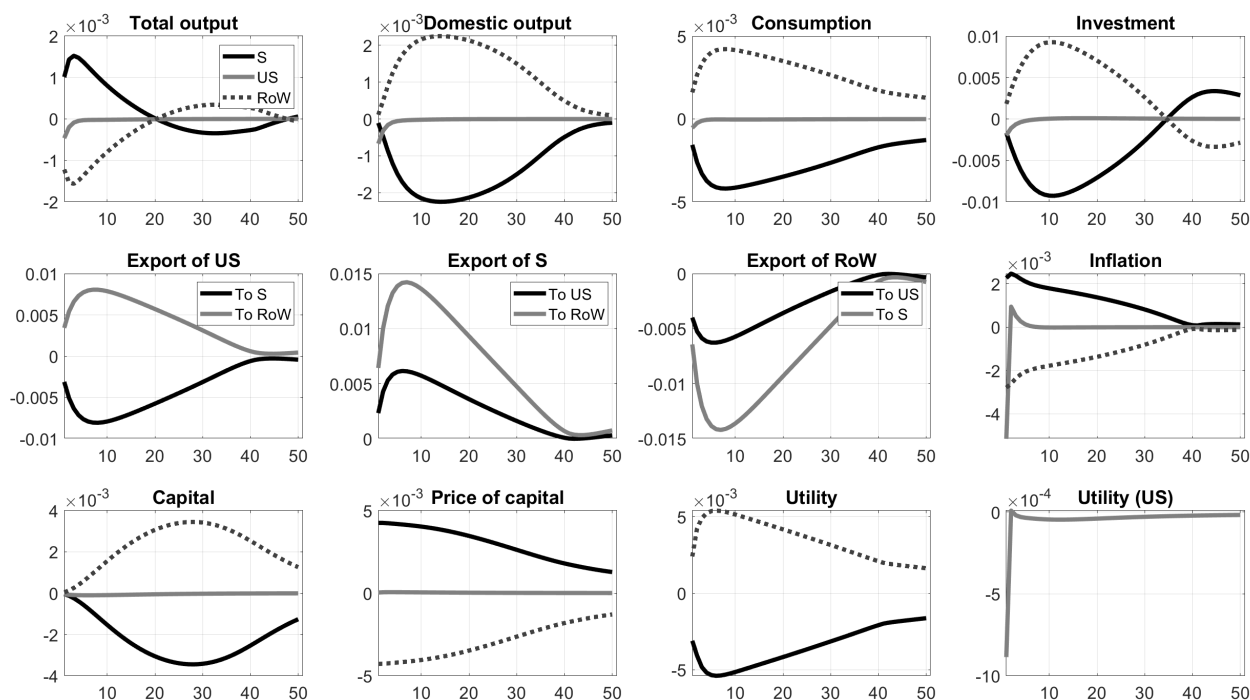 Total output
×10⁻³
2
1
0
-1
-2
10 20 30 40 50
S
US
RoW
Domestic output
×10⁻³
2
1
0
-1
-2
10 20 30 40 50
Consumption
×10⁻³
5
0
-5
10 20 30 40 50
Investment
0.01
0.005
0
-0.005
-0.01
10 20 30 40 50
Export of US
0.01
0.005
0
-0.005
-0.01
10 20 30 40 50
To S
To RoW
Export of S
0.015
0.01
0.005
0
10 20 30 40 50
To US
To RoW
Export of RoW
0
-0.005
-0.01
-0.015
10 20 30 40 50
To US
To S
Inflation
×10⁻³
2
0
-2
-4
10 20 30 40 50
Capital
×10⁻³
4
2
0
-2
-4
10 20 30 40 50
Price of capital
×10⁻³
5
0
-5
10 20 30 40 50
Utility
×10⁻³
5
0
-5
10 20 30 40 50
Utility (US)
×10⁻⁴
0
-5
-10
10 20 30 40 50